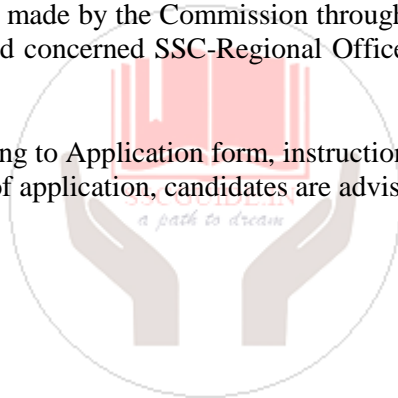 made by the Commission through
d concerned SSC-Regional Office
ng to Application form, instruction
of application, candidates are advis
SSCGUIDE.IN
a path to dream